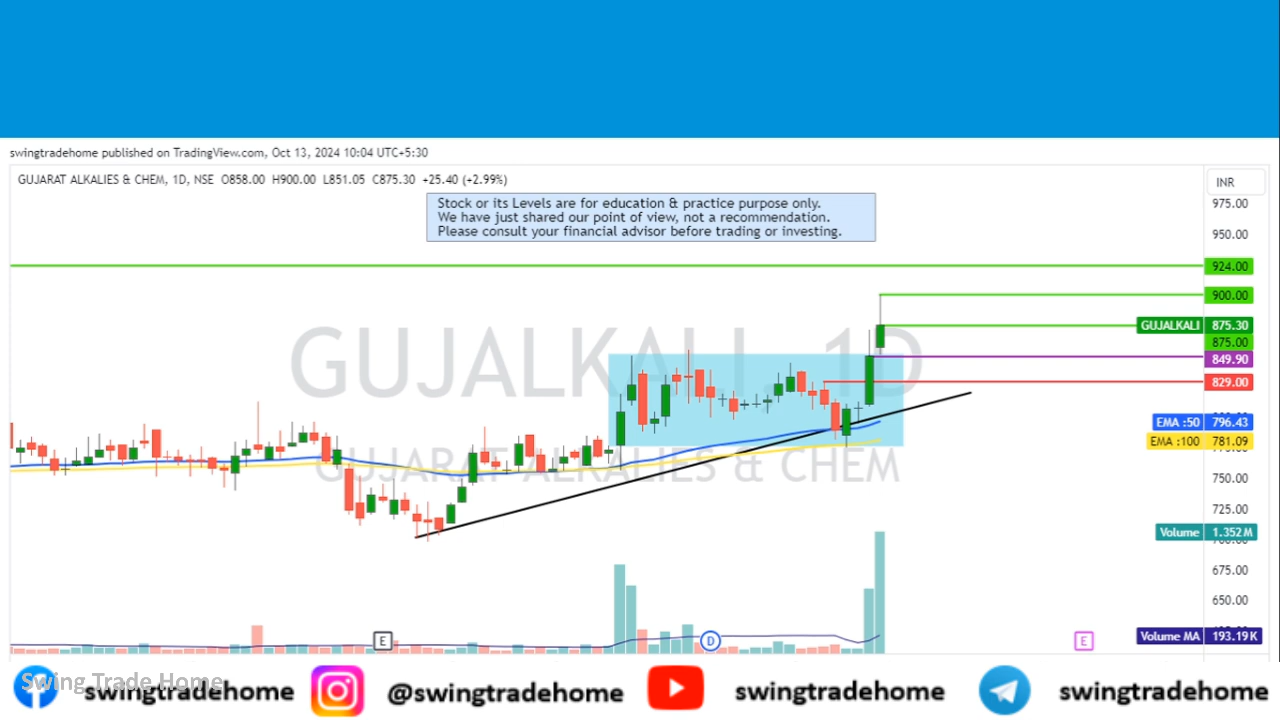 swingtradehome published on TradingView.com, Oct 13, 2024 10:04 UTC+5:30
GUJARAT ALKALIES & CHEM, 1D, NSE O858.00 H900.00 L851.05 C875.30 +25.40 (+2.99%)
INR
Stock or its Levels are for education & practice purpose only.
We have just shared our point of view, not a recommendation.
Please consult your financial advisor before trading or investing.
975.00
950.00
924.00
900.00
GUJALKALI 875.30
875.00
849.90
829.00
GUJALKALI, 1D
EMA :50 796.43
EMA :100 781.09
GUJARAT ALKALIES & CHEM
750.00
725.00
Volume 1.352M
675.00
650.00
E
D
E
Volume MA 193.19K
Swing Trade Home
swingtradehome
@swingtradehome
swingtradehome
swingtradehome